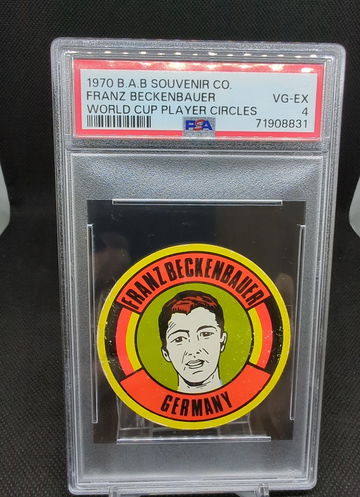 1970 B.A.B SOUVENIR CO.
FRANZ BECKENBAUER VG-EX
WORLD CUP PLAYER CIRCLES 4
PSA 71908831
FRANZ BECKENBAUER
GERMANY